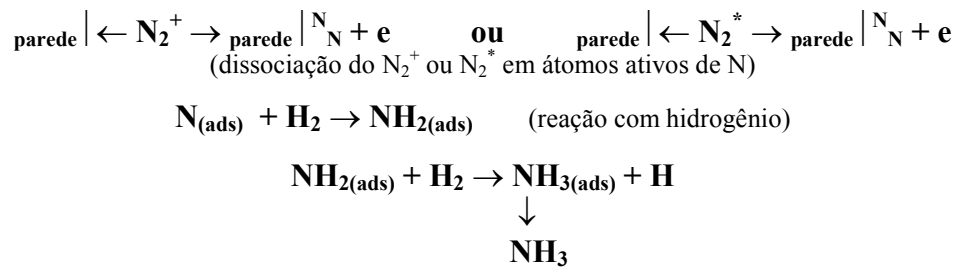 parede | ← N₂⁺ → parede | ᴺ N + e ou parede | ← N₂* → parede | ᴺ N + e
(dissociação do N₂⁺ ou N₂* em átomos ativos de N)
N(ads) + H₂ → NH₂(ads) (reação com hidrogênio)
NH₂(ads) + H₂ → NH₃(ads) + H
↓
NH₃